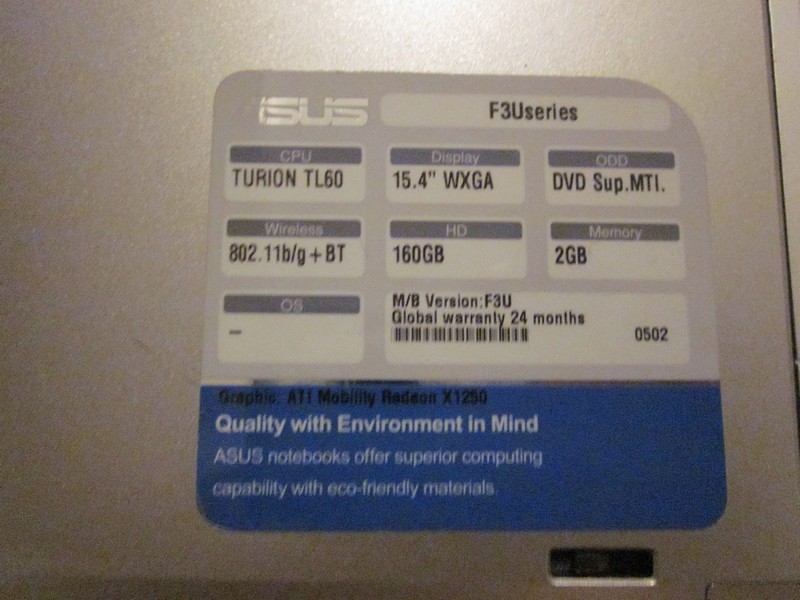 ASUS
F3Useries
CPU
TURION TL60
Display
15.4" WXGA
ODD
DVD Sup.MTI.
Wireless
802.11b/g+BT
HD
160GB
Memory
2GB
OS
–
M/B Version:F3U
Global warranty 24 months
0502
Graphic: ATI Mobility Radeon X1250
Quality with Environment in Mind
ASUS notebooks offer superior computing
capability with eco-friendly materials.